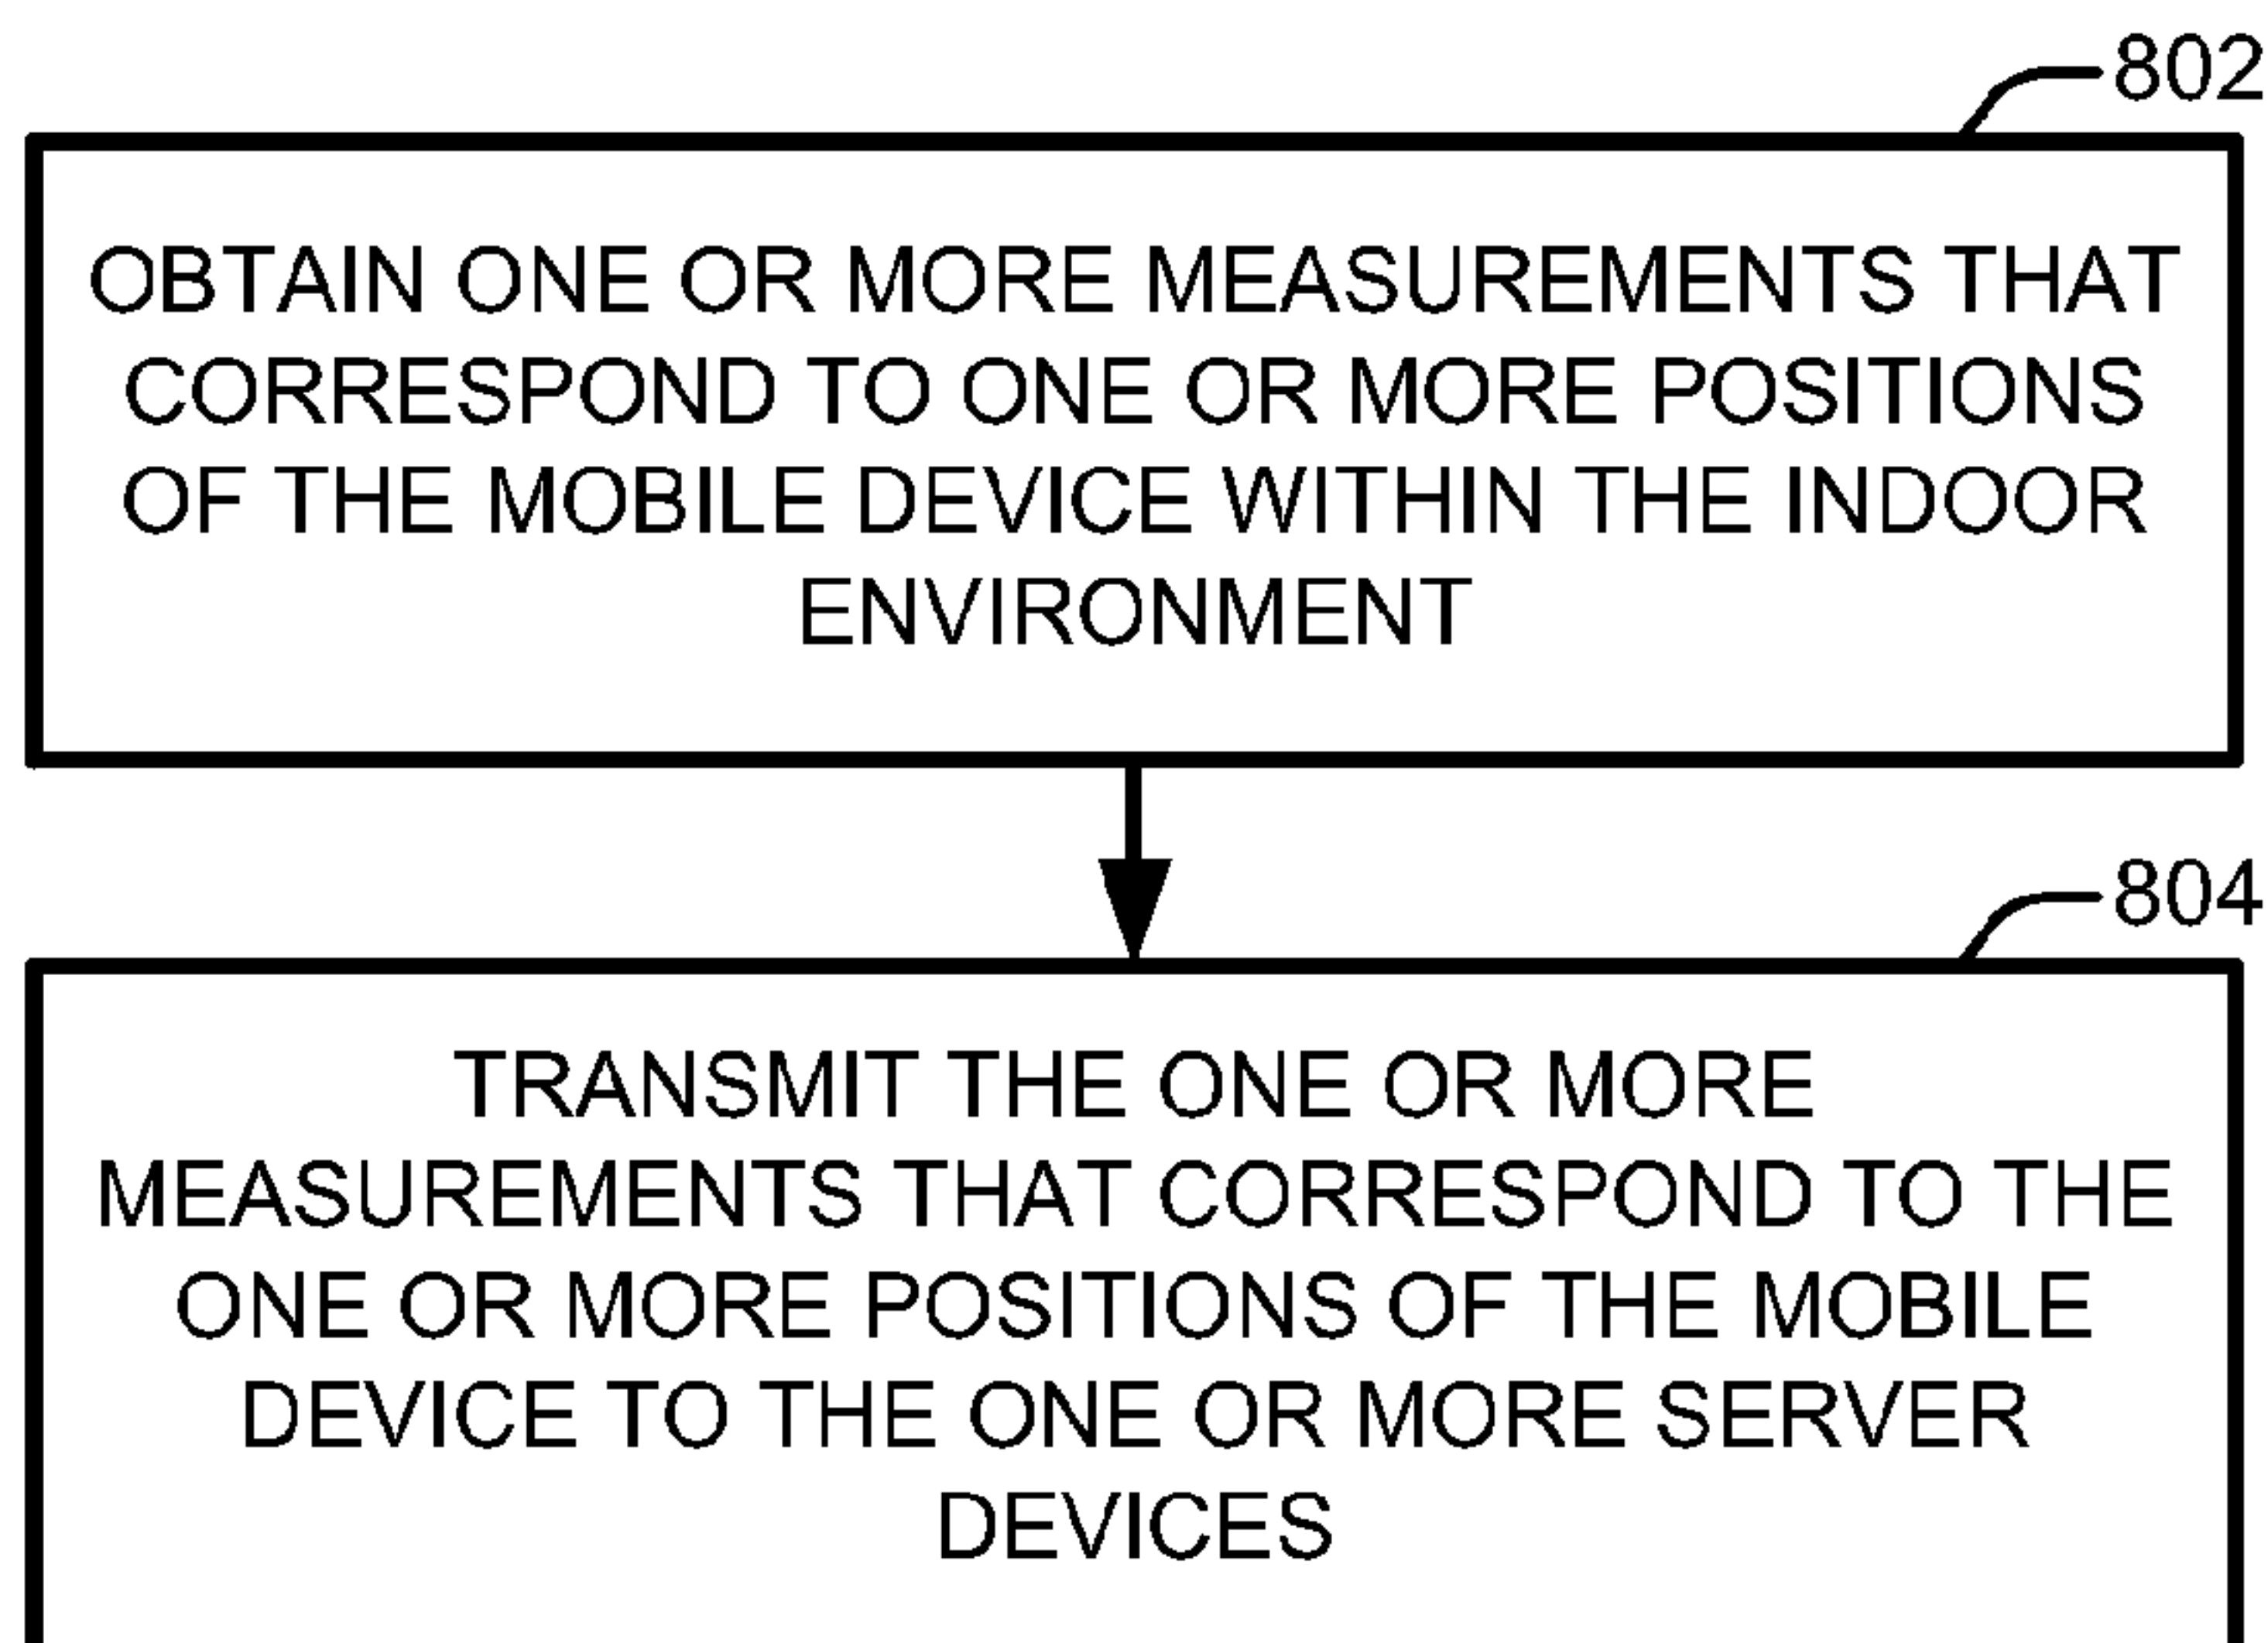 802
OBTAIN ONE OR MORE MEASUREMENTS THAT
CORRESPOND TO ONE OR MORE POSITIONS
OF THE MOBILE DEVICE WITHIN THE INDOOR
ENVIRONMENT
804
TRANSMIT THE ONE OR MORE
MEASUREMENTS THAT CORRESPOND TO THE
ONE OR MORE POSITIONS OF THE MOBILE
DEVICE TO THE ONE OR MORE SERVER
DEVICES